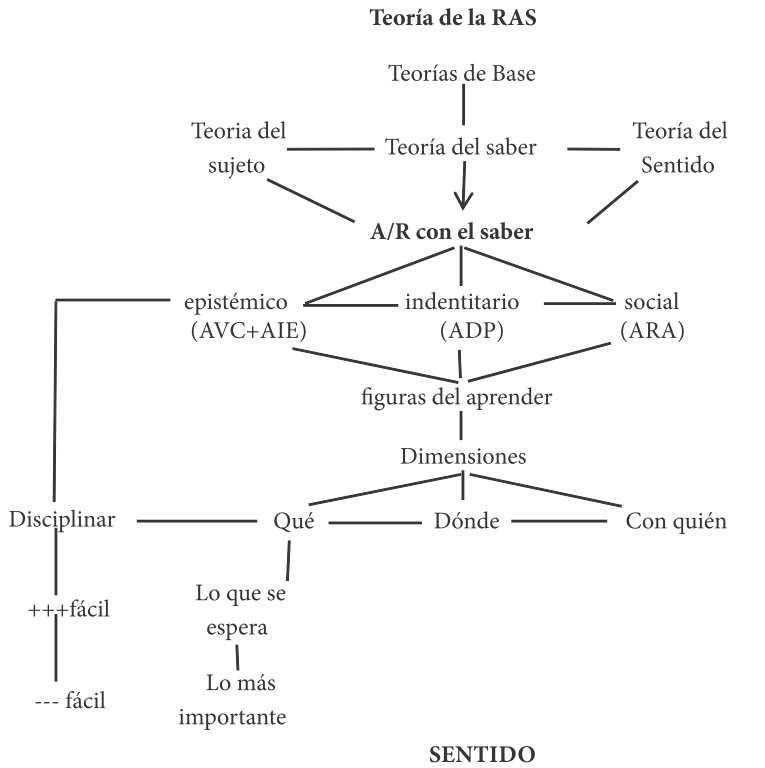 Teoría de la RAS
Teorías de Base
Teoria del
sujeto
Teoría del saber
Teoría del
Sentido
A/R con el saber
epistémico
(AVC+AIE)
indentitario
(ADP)
social
(ARA)
figuras del aprender
Dimensiones
Disciplinar
Qué
Dónde
Con quién
+++fácil
--- fácil
Lo que se
espera
Lo más
importante
SENTIDO